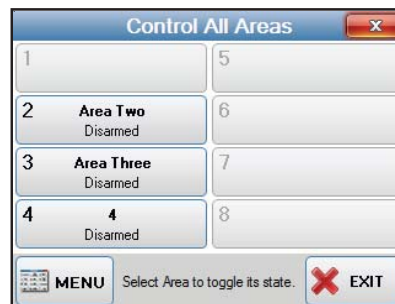 Control All Areas
x
1
5
2 Area Two
Disarmed
6
3 Area Three
Disarmed
7
4 4
Disarmed
8
MENU
Select Area to toggle its state.
EXIT